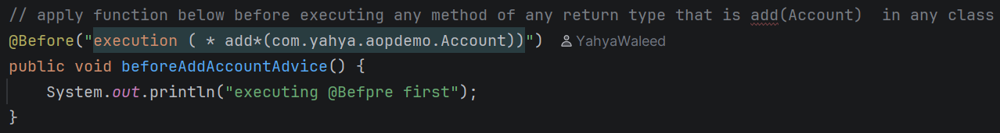 // apply function below before executing any method of any return type that is add(Account)  in any class
@Before("execution ( * add*(com.yahya.aopdemo.Account))") YahyaWaleed
public void beforeAddAccountAdvice() {
    System.out.println("executing @Befpre first");
}